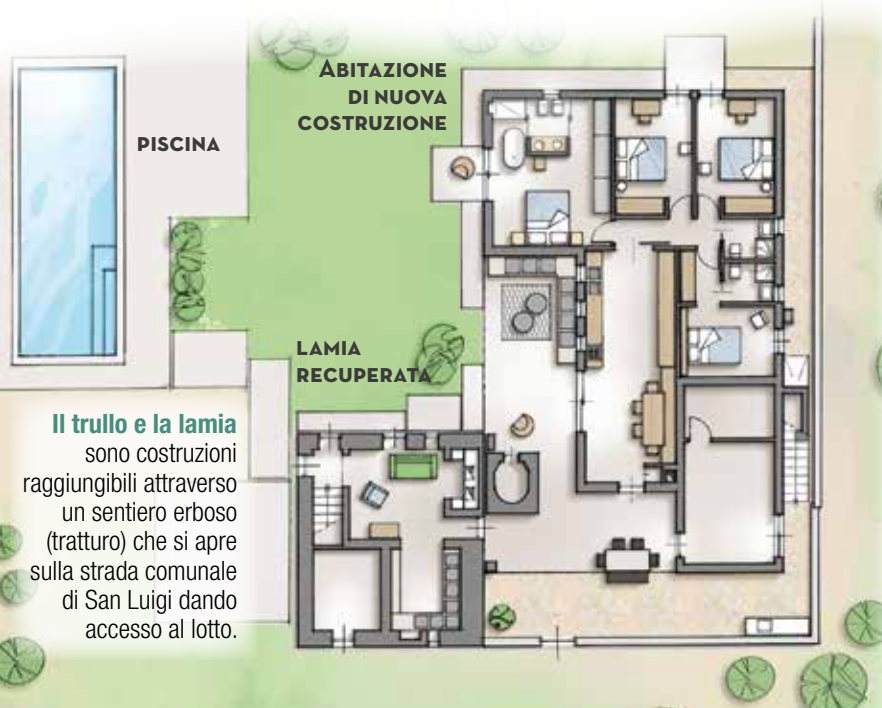 ABITAZIONE
DI NUOVA
COSTRUZIONE
PISCINA
LAMIA
RECUPERATA
Il trullo e la lamia
sono costruzioni
raggiungibili attraverso
un sentiero erboso
(tratturo) che si apre
sulla strada comunale
di San Luigi dando
accesso al lotto.